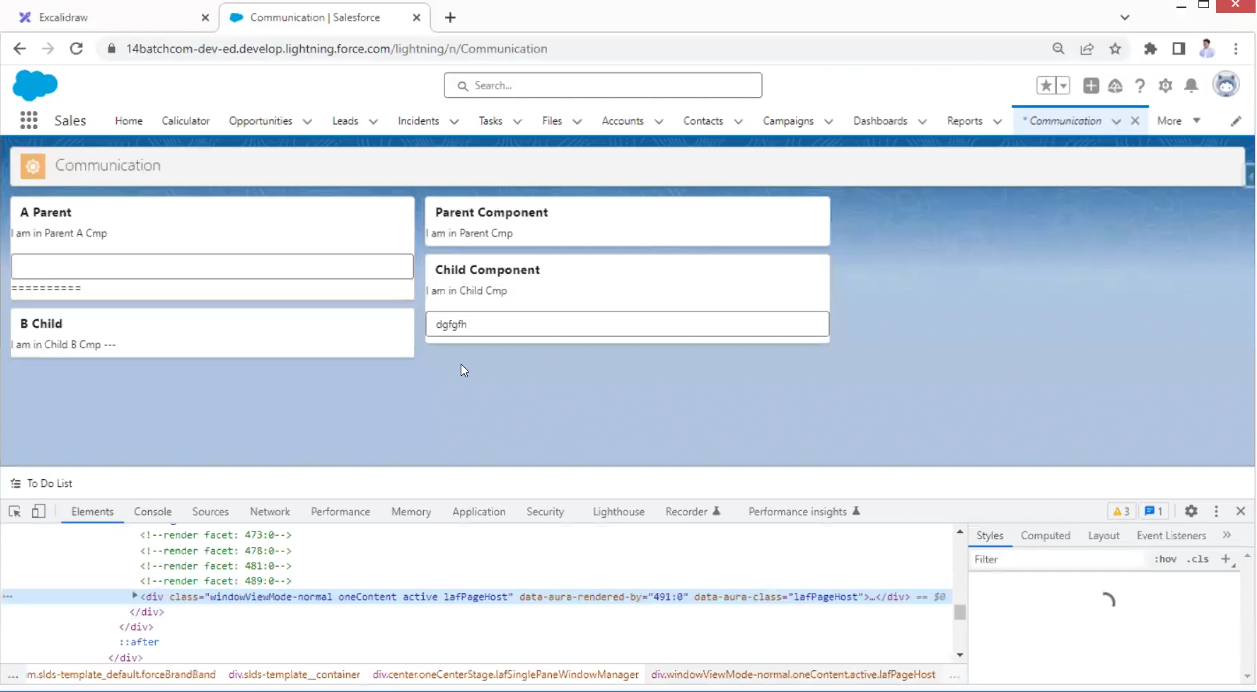 Excalidraw
Communication | Salesforce
14batchcom-dev-ed.develop.lightning.force.com/lightning/n/Communication
Search...
Sales Home Calculator Opportunities Leads Incidents Tasks Files Accounts Contacts Campaigns Dashboards Reports * Communication More
Communication
A Parent
I am in Parent A Cmp
==========
B Child
I am in Child B Cmp ---
Parent Component
I am in Parent Cmp
Child Component
I am in Child Cmp
dgfgfh
To Do List
Elements Console Sources Network Performance Memory Application Security Lighthouse Recorder Performance insights 3 1
<!--render facet: 473:0-->
<!--render facet: 478:0-->
<!--render facet: 481:0-->
<!--render facet: 489:0-->
<div class="windowViewMode-normal oneContent active lafPageHost" data-aura-rendered-by="491:0" data-aura-class="lafPageHost">…</div> == $0
</div>
</div>
::after
</div>
... m.slds-template_default.forceBrandBand div.slds-template__container div.center.oneCenterStage.lafSinglePaneWindowManager div.windowViewMode-normal.oneContent.active.lafPageHost ...
Styles Computed Layout Event Listeners »
Filter :hov .cls +